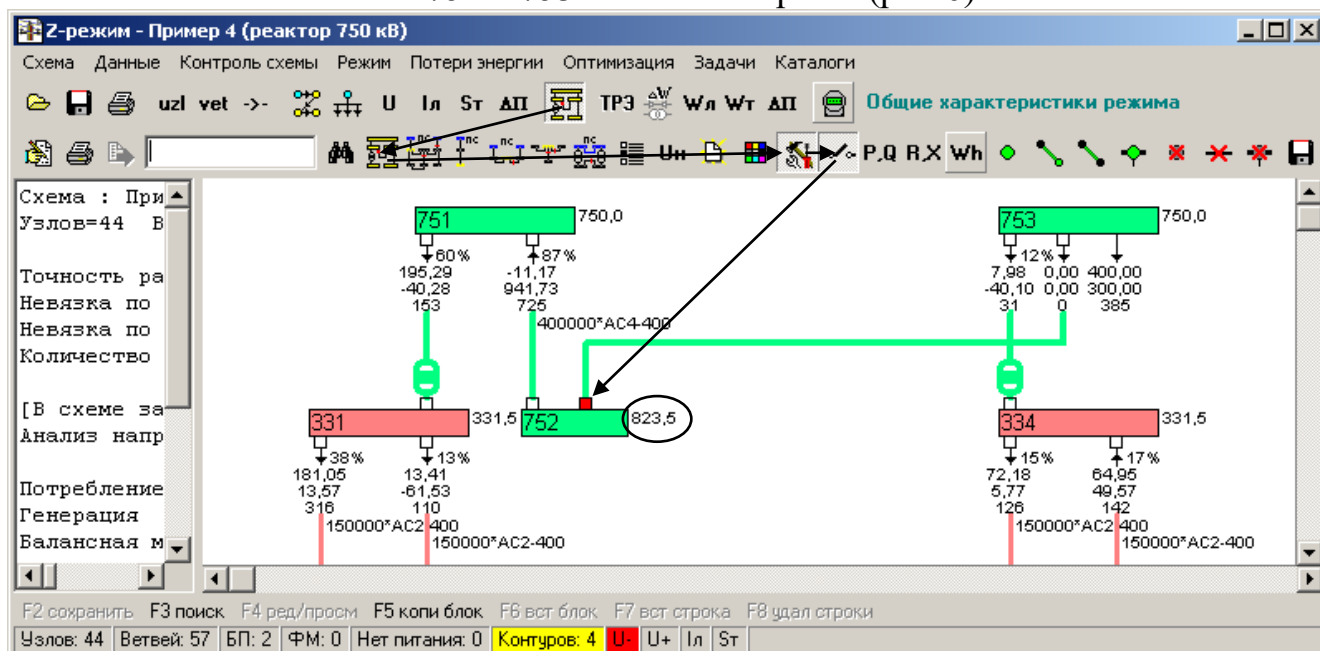 Z-режим - Пример 4 (реактор 750 кВ)
Схема Данные Контроль схемы Режим Потери энергии Оптимизация Задачи Каталоги
uzl vet ->- U Iл Sт ΔП ТРЭ ΔW Wл Wт ΔП Общие характеристики режима
пс пс пс пс Uн P,Q R,X Wh
Схема : При
Узлов=44 В
Точность ра
Невязка по
Невязка по
Количество
[В схеме за
Анализ напр
Потребление
Генерация
Балансная м
751 750,0
60% 87%
195,29 -11,17
-40,28 941,73
153 725
400000*АС4-400
753 750,0
12%
7,98 0,00 400,00
-40,10 0,00 300,00
31 0 385
331 331,5
752 823,5
334 331,5
38% 13%
181,05 13,41
13,57 -61,53
316 110
150000*АС2-400
150000*АС2-400
15% 17%
72,18 64,95
5,77 49,57
126 142
150000*АС2-400
150000*АС2-400
F2 сохранить F3 поиск F4 ред/просм F5 копи блок F6 вст блок F7 вст строка F8 удал строки
Узлов: 44 Ветвей: 57 БП: 2 ФМ: 0 Нет питания: 0 Контуров: 4 U- U+ Iл Sт